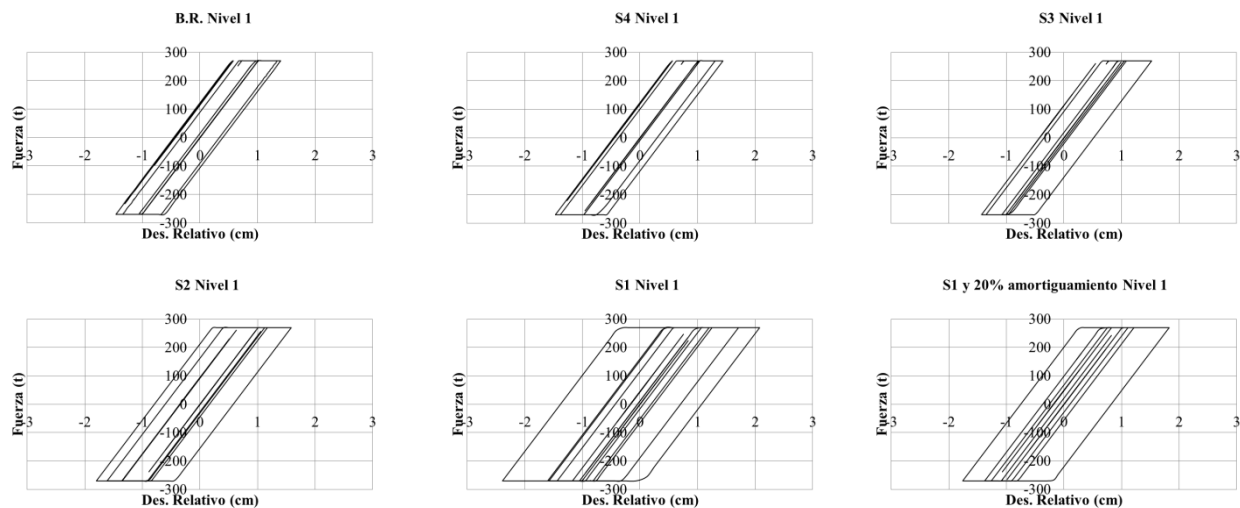 B.R. Nivel 1
Fuerza (t)
300
200
100
0
-100
-200
-300
-3 -2 -1 0 1 2 3
Des. Relativo (cm)
S4 Nivel 1
Fuerza (t)
300
200
100
0
-100
-200
-300
-3 -2 -1 0 1 2 3
Des. Relativo (cm)
S3 Nivel 1
Fuerza (t)
300
200
100
0
-100
-200
-300
-3 -2 -1 0 1 2 3
Des. Relativo (cm)
S2 Nivel 1
Fuerza (t)
300
200
100
0
-100
-200
-300
-3 -2 -1 0 1 2 3
Des. Relativo (cm)
S1 Nivel 1
Fuerza (t)
300
200
100
0
-100
-200
-300
-3 -2 -1 0 1 2 3
Des. Relativo (cm)
S1 y 20% amortiguamiento Nivel 1
Fuerza (t)
300
200
100
0
-100
-200
-300
-3 -2 -1 0 1 2 3
Des. Relativo (cm)